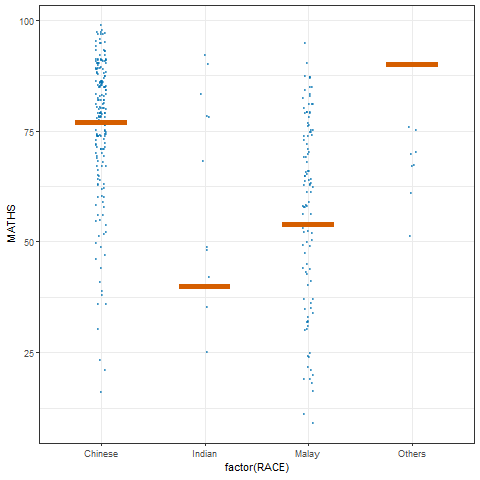 100
75
50
25
MATHS
Chinese
Indian
Malay
Others
factor(RACE)